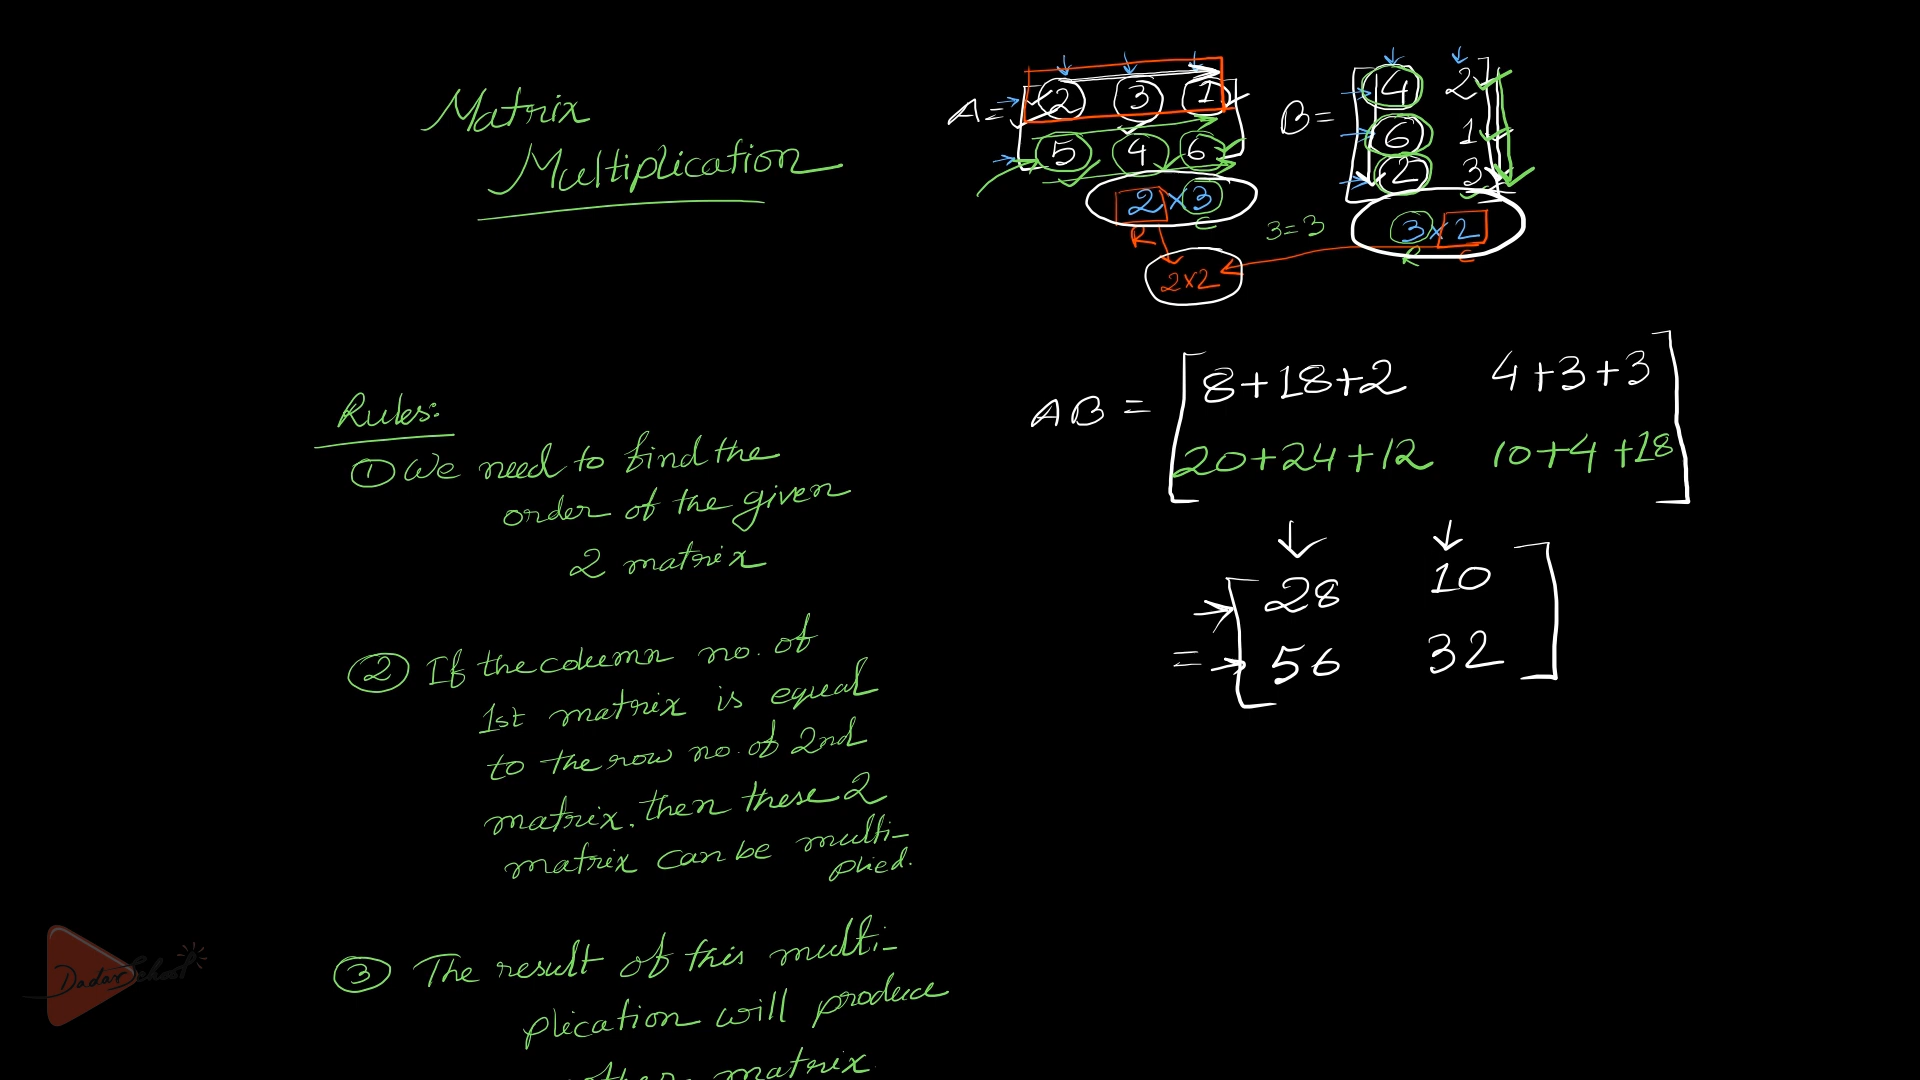 Matrix
Multiplication
A = 2 3 1
5 4 6
2 x 3
R C
B = 4 2
6 1
2 3
3 x 2
R C
3 = 3
2x2
AB = 8+18+2 4+3+3
20+24+12 10+4+18
= 28 10
56 32
Rules:
① We need to find the
order of the given
2 matrix
② If the column no. of
1st matrix is equal
to the row no. of 2nd
matrix. then these 2
matrix can be multi-
plied.
③ The result of this multi-
plication will produce
matrix
Dadar School